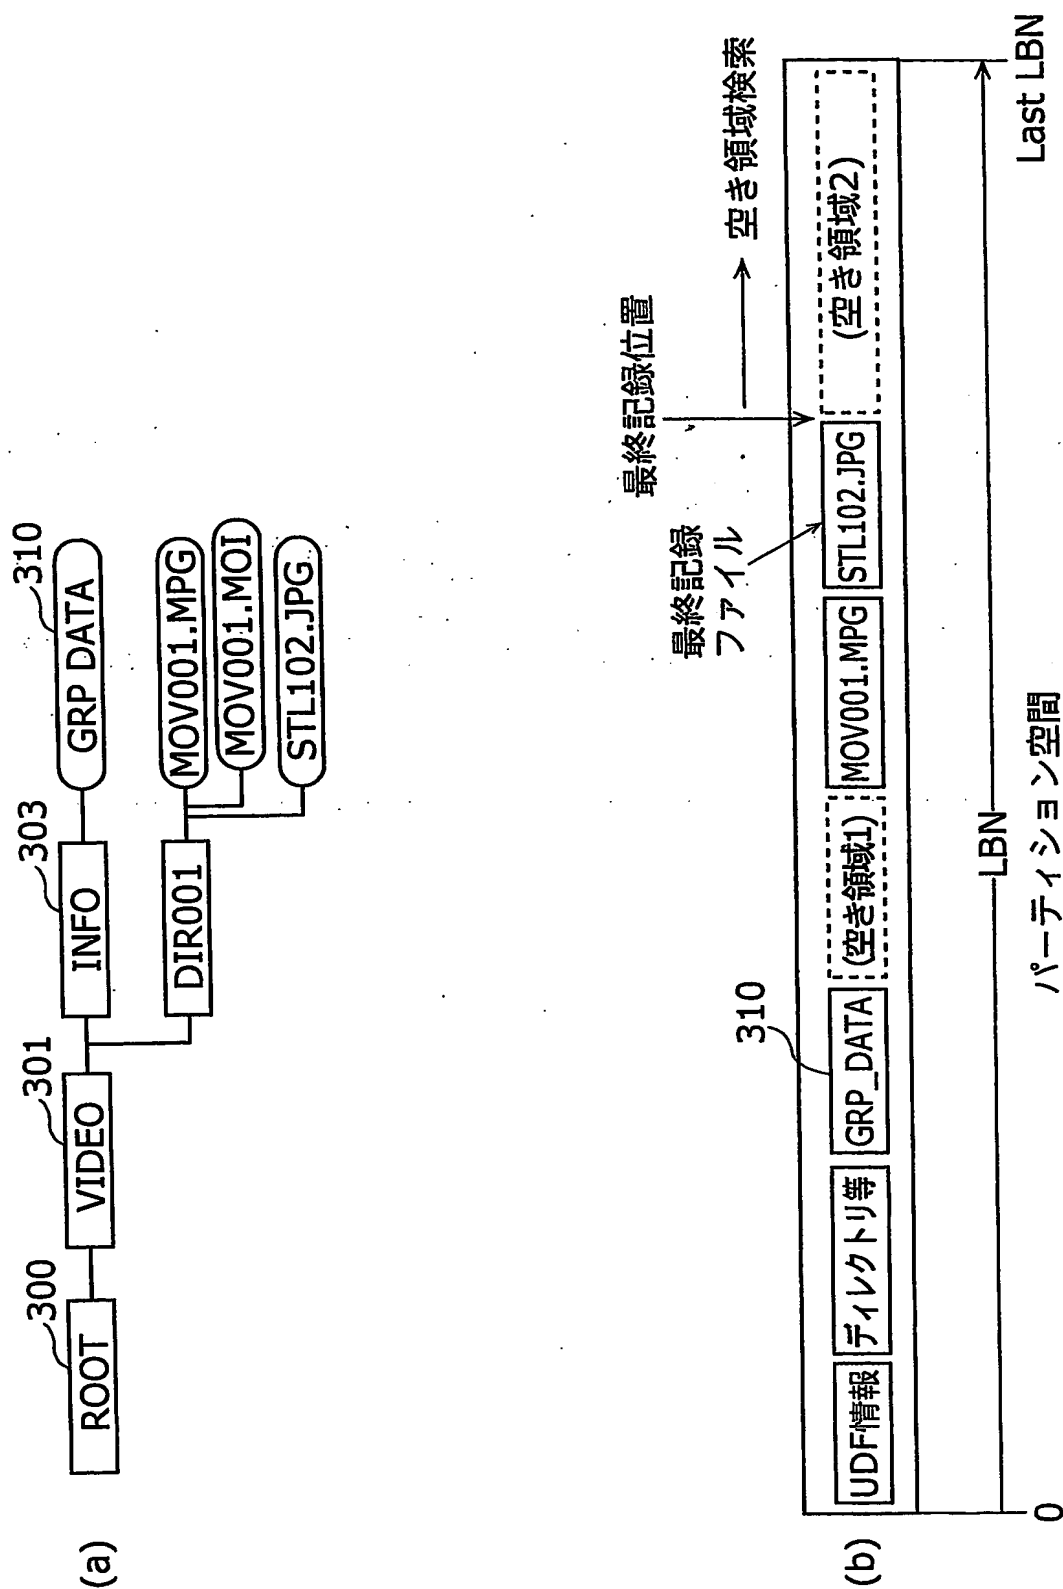 (a)
300
ROOT
301
VIDEO
303
INFO
310
GRP DATA
DIR001
MOV001.MPG
MOV001.MOI
STL102.JPG
(b)
最終記録位置
空き領域検索
最終記録
ファイル
310
UDF情報
ディレクトリ等
GRP_DATA
(空き領域1)
MOV001.MPG
STL102.JPG
(空き領域2)
LBN
0
Last LBN
パーティション空間